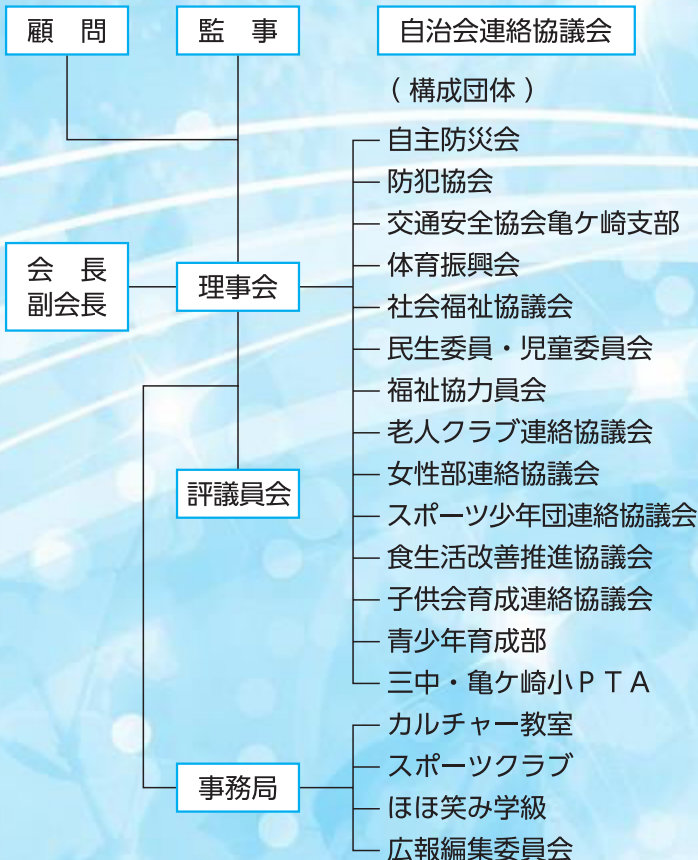 顧　問
監　事
自治会連絡協議会
（ 構成団体 ）
自主防災会
防犯協会
交通安全協会亀ケ崎支部
体育振興会
会　長
副会長
理事会
社会福祉協議会
民生委員・児童委員会
福祉協力員会
老人クラブ連絡協議会
女性部連絡協議会
評議員会
スポーツ少年団連絡協議会
食生活改善推進協議会
子供会育成連絡協議会
青少年育成部
三中・亀ケ崎小ＰＴＡ
事務局
カルチャー教室
スポーツクラブ
ほほ笑み学級
広報編集委員会